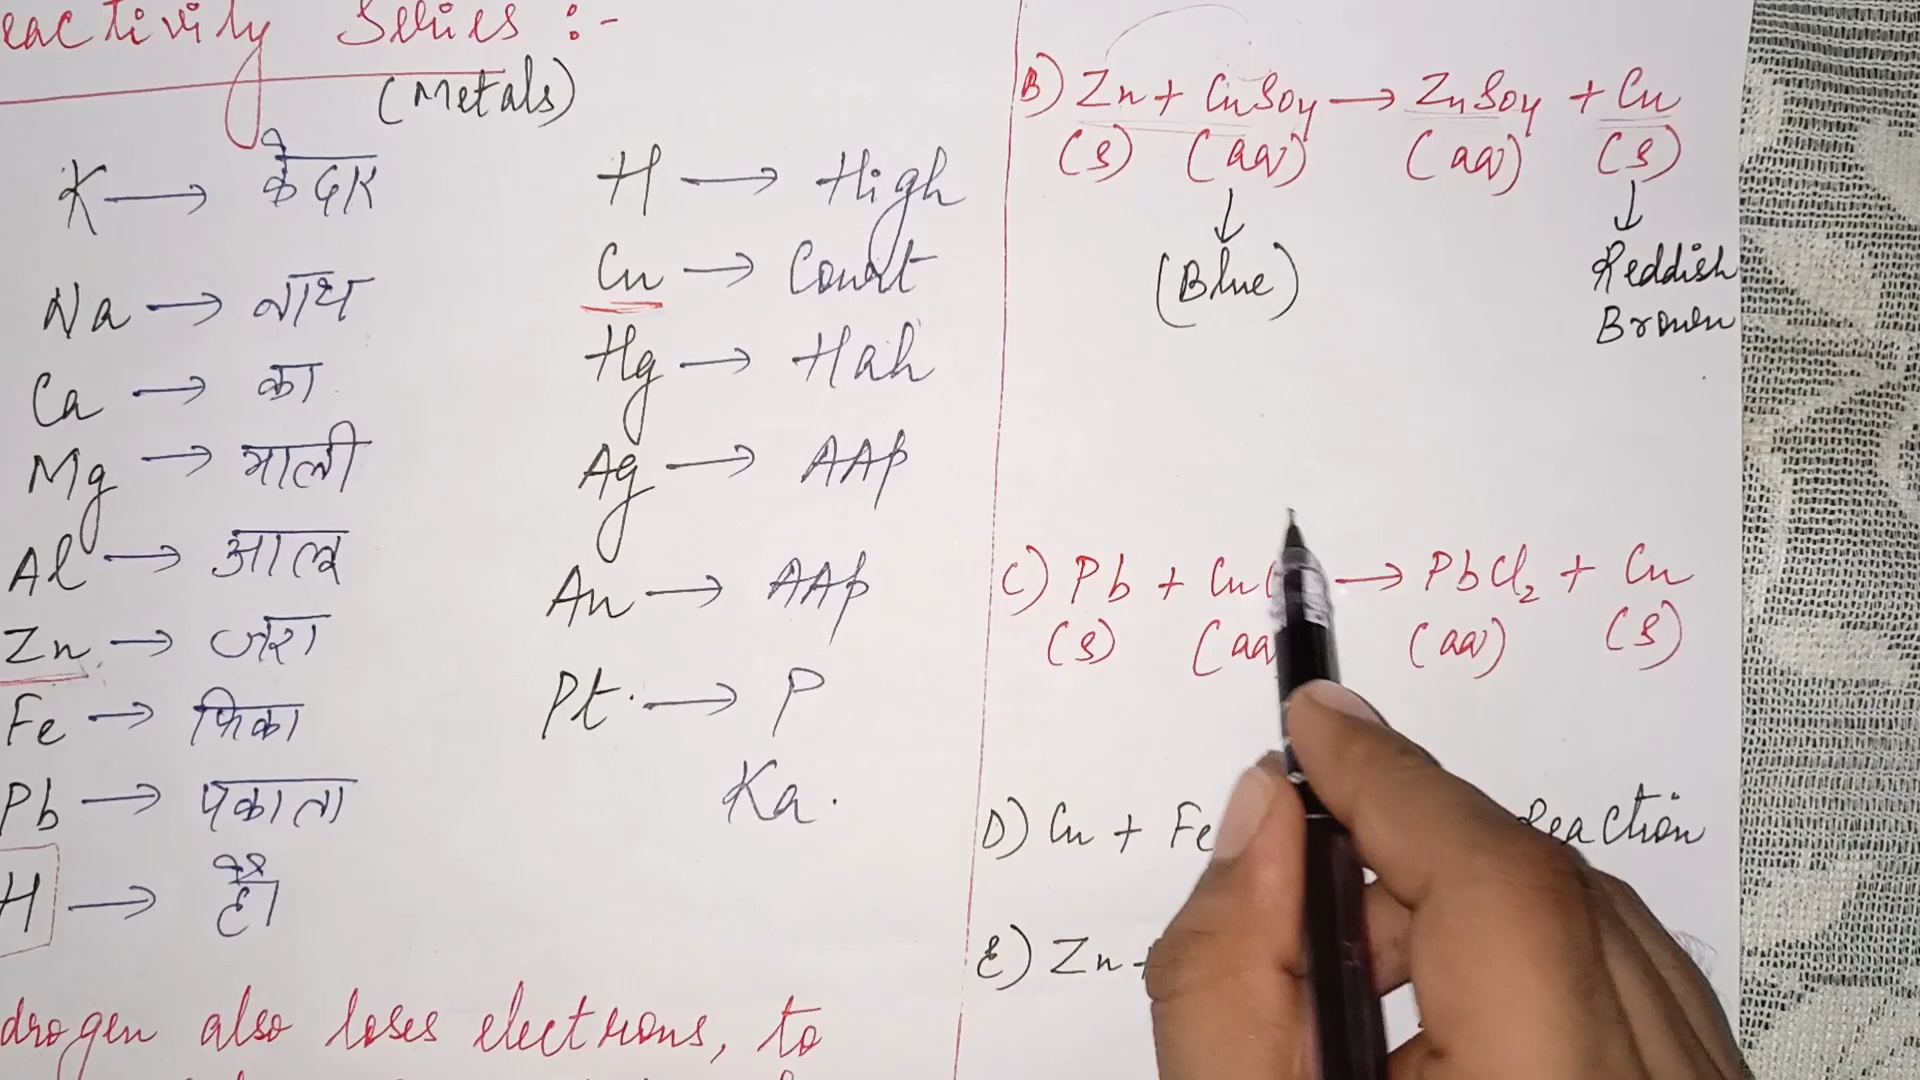 eactivity Series :-
(Metals)
K → केदार
Na → नाथ
Ca → का
Mg → माली
Al → आलू
Zn → जरा
Fe → फिका
Pb → पकाता
H → है।
H → High
Cu → Court
Hg → Hah
Ag → AAp
Au → AAp
Pt. → P
Ka.
drogen also loses electrons, to
B) Zn + CuSo4 → ZnSo4 + Cu
(s) (aq) (aq) (s)
↓ ↓
(Blue) Reddish
Brown
C) Pb + Cu → PbCl2 + Cu
(s) (aq) (aq) (s)
D) Cu + Fe Reaction
E) Zn +